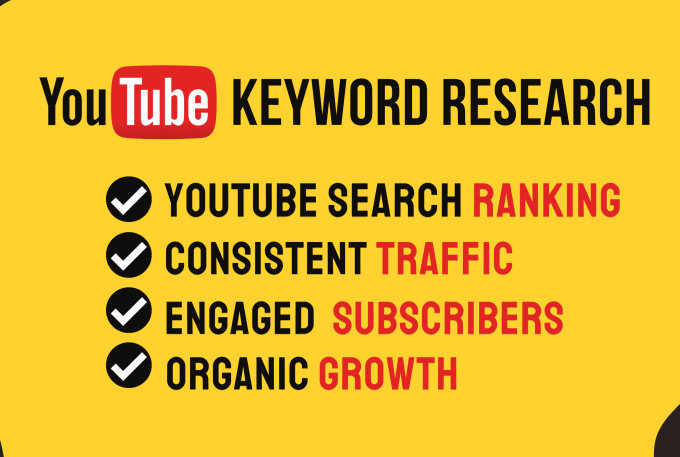 YouTube KEYWORD RESEARCH
YOUTUBE SEARCH RANKING
CONSISTENT TRAFFIC
ENGAGED SUBSCRIBERS
ORGANIC GROWTH